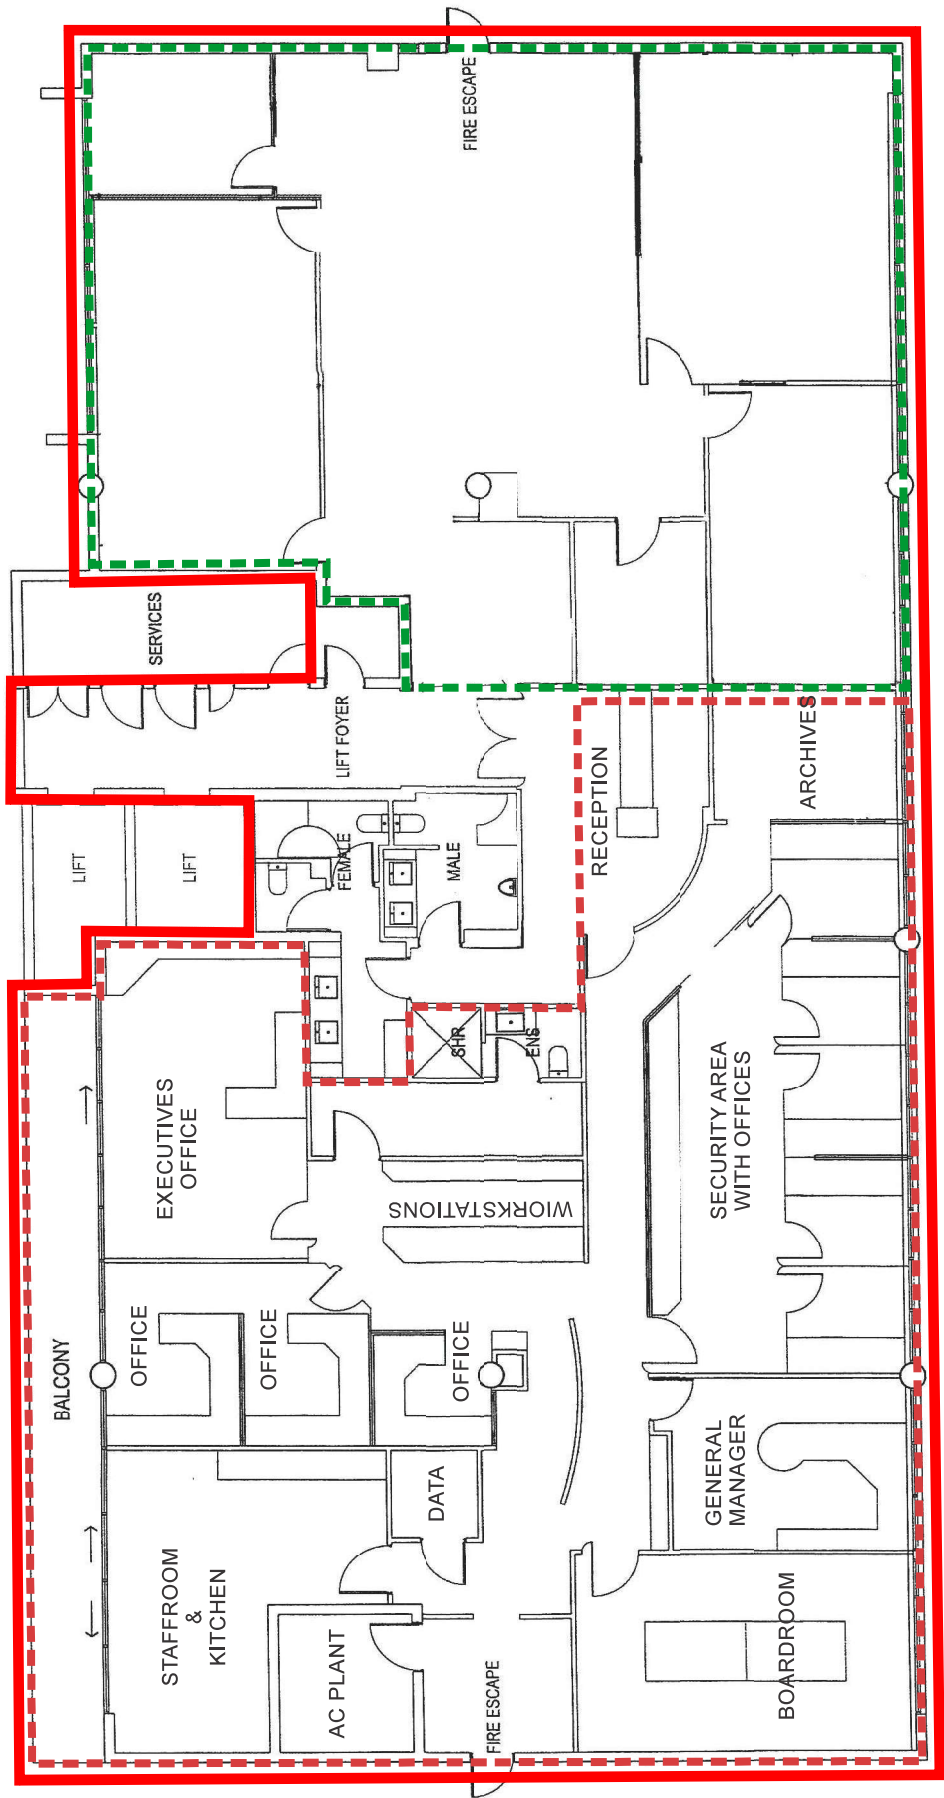 FIRE ESCAPE
SERVICES
LIFT FOYER
LIFT
LIFT
FEMALE
MALE
RECEPTION
ARCHIVES
SHR
ENS
EXECUTIVES
OFFICE
WIORKSTATIONS
SECURITY AREA
WITH OFFICES
BALCONY
OFFICE
OFFICE
OFFICE
GENERAL
MANAGER
DATA
STAFFROOM
&
KITCHEN
AC PLANT
FIRE ESCAPE
BOARDROOM